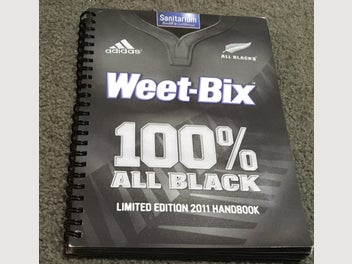 Sanitarium
adidas
ALL BLACKS
Weet-Bix
100%
ALL BLACK
LIMITED EDITION 2011 HANDBOOK